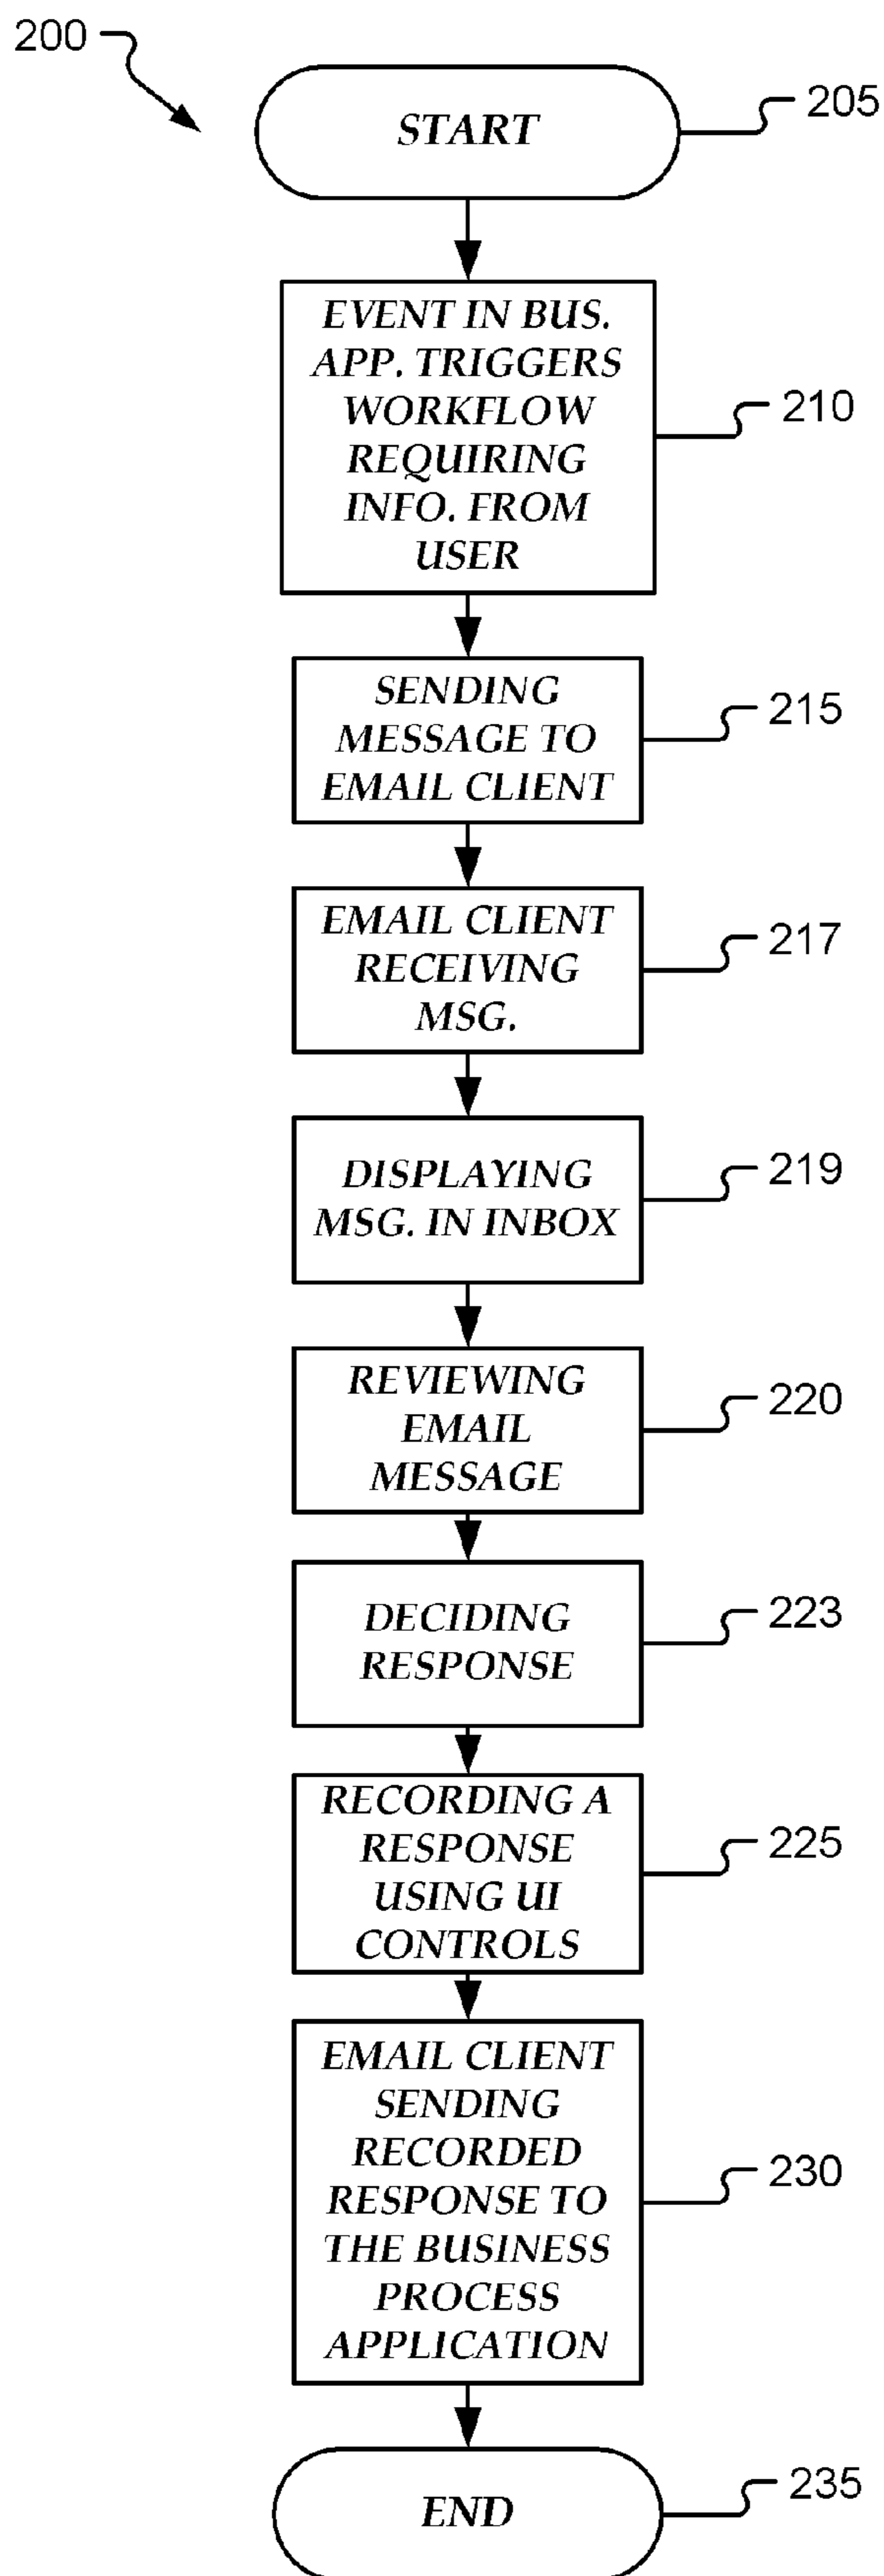 200
START
205
EVENT IN BUS.
APP. TRIGGERS
WORKFLOW
REQUIRING
INFO. FROM
USER
210
SENDING
MESSAGE TO
EMAIL CLIENT
215
EMAIL CLIENT
RECEIVING
MSG.
217
DISPLAYING
MSG. IN INBOX
219
REVIEWING
EMAIL
MESSAGE
220
DECIDING
RESPONSE
223
RECORDING A
RESPONSE
USING UI
CONTROLS
225
EMAIL CLIENT
SENDING
RECORDED
RESPONSE TO
THE BUSINESS
PROCESS
APPLICATION
230
END
235